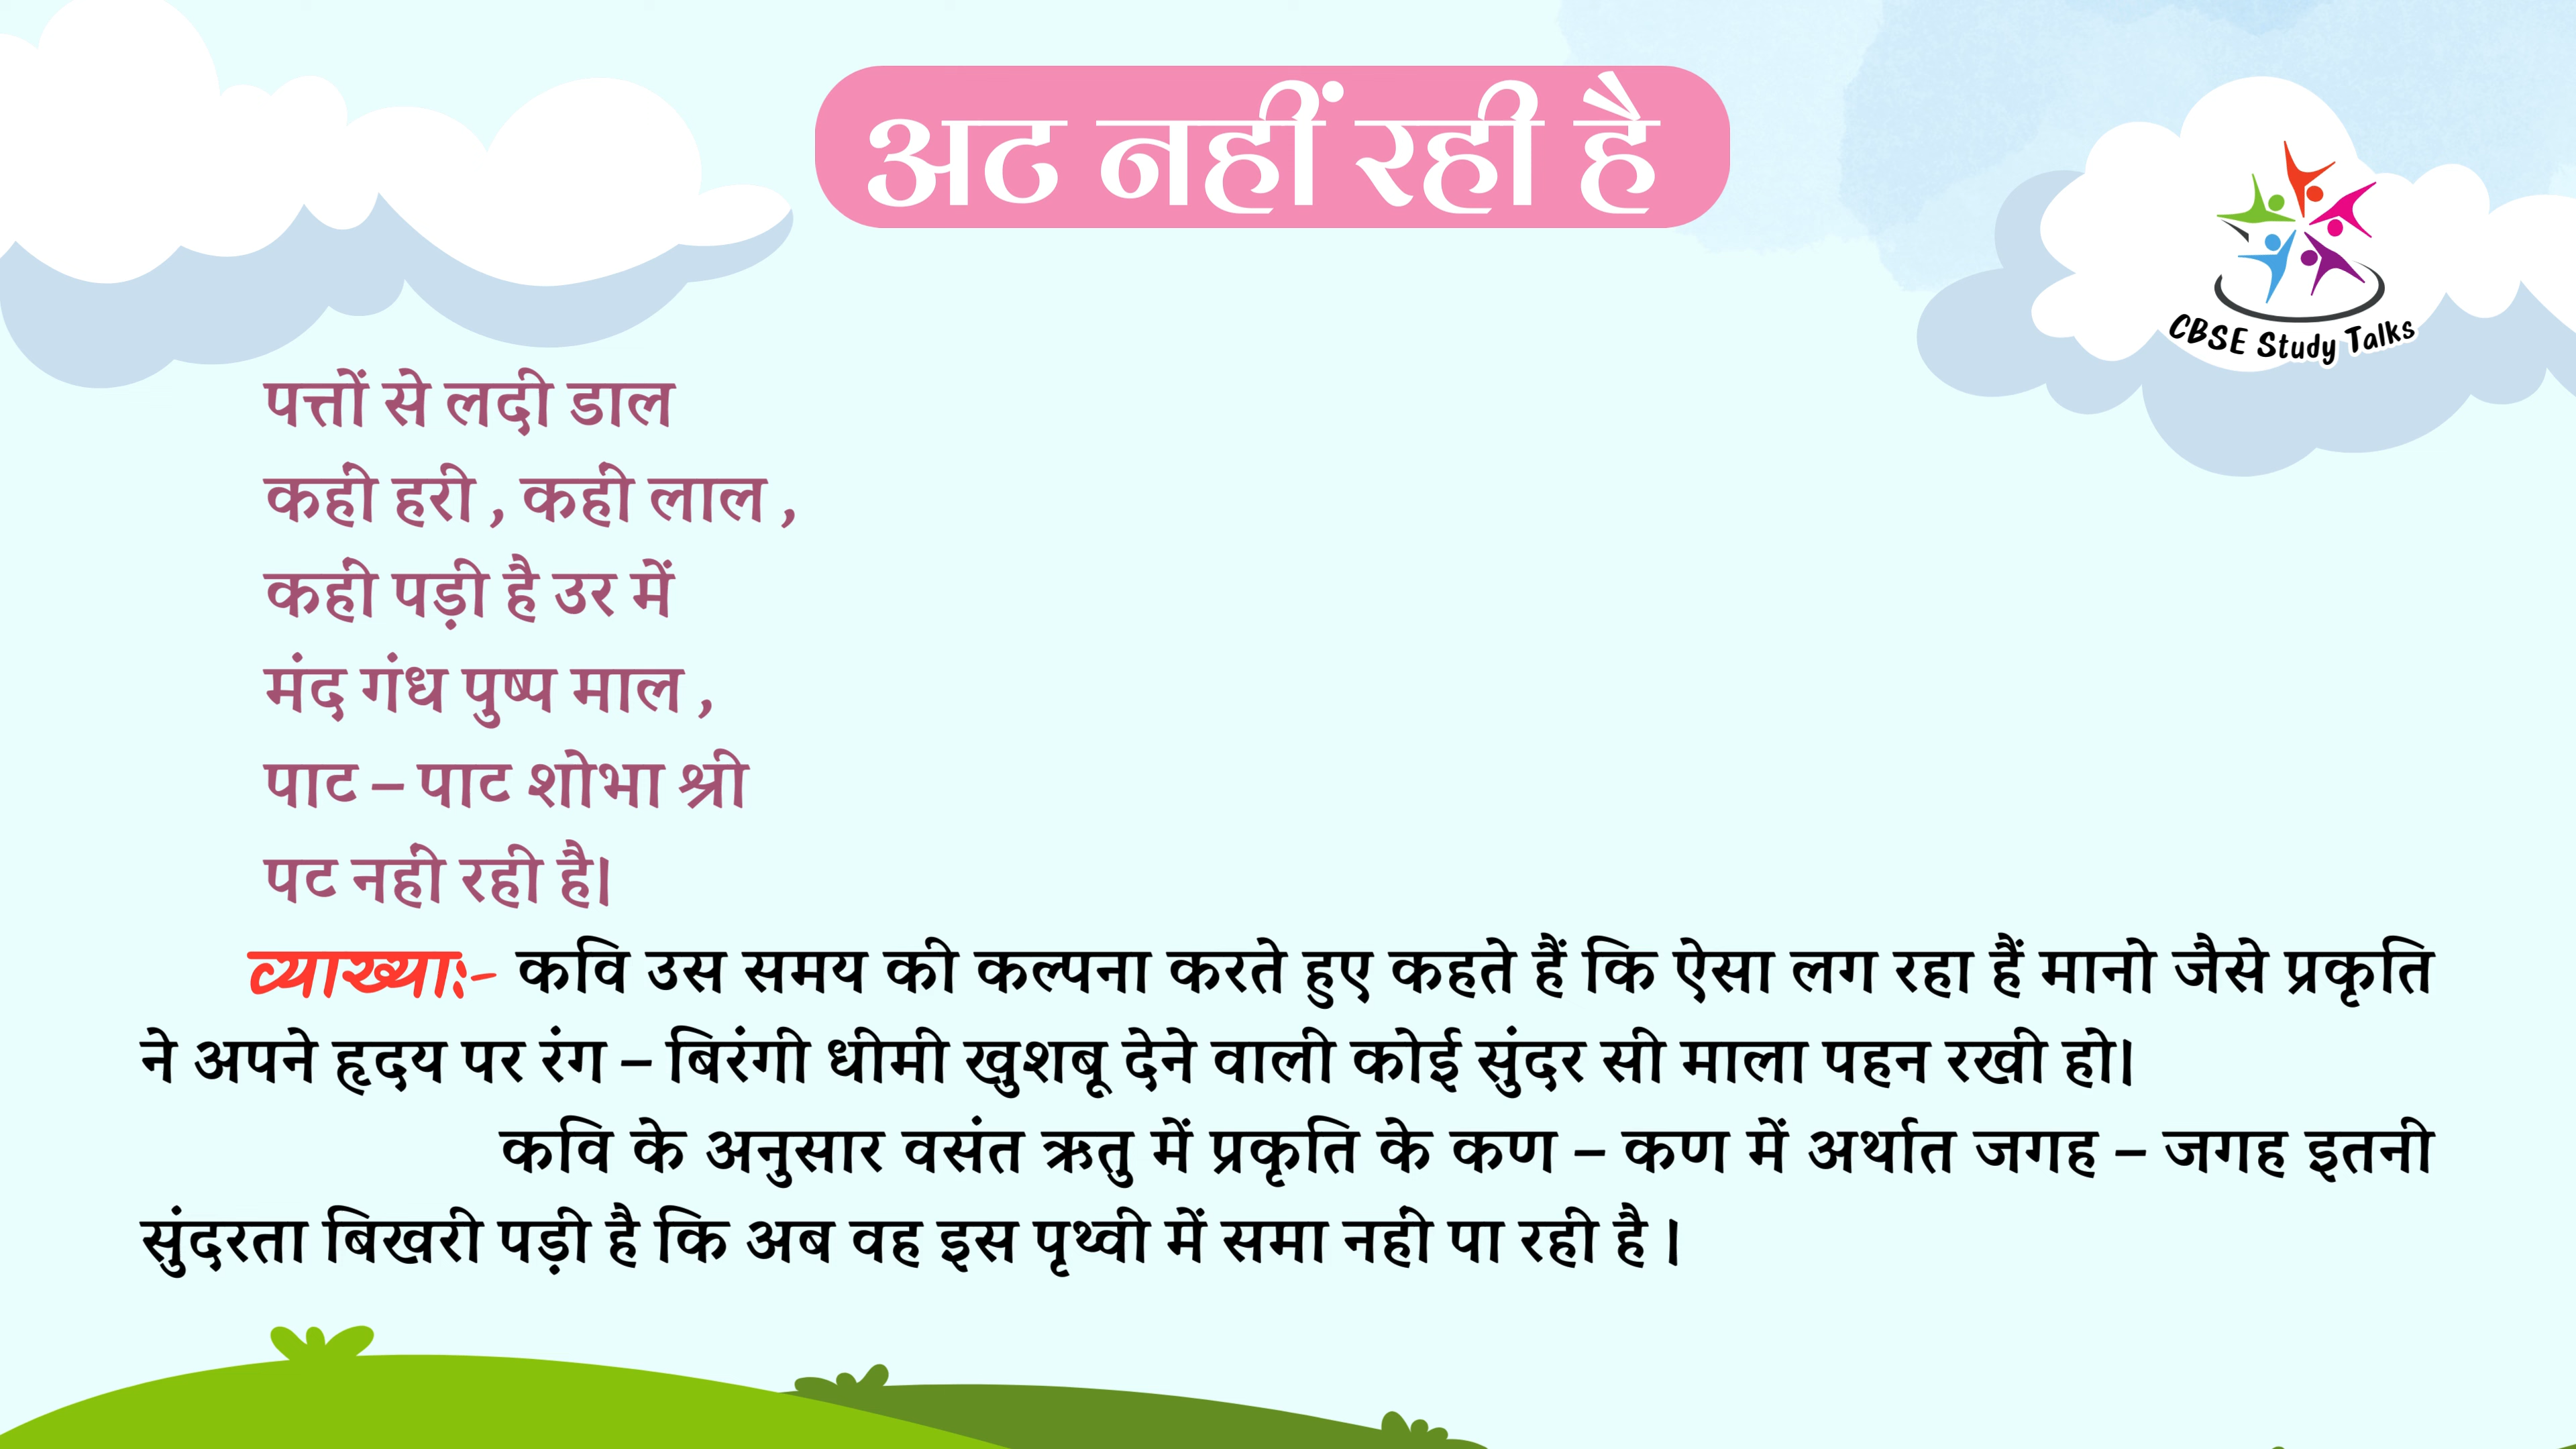 अट नहीं रही है
CBSE Study Talks
पत्तों से लदी डाल
कहीं हरी , कहीं लाल ,
कहीं पड़ी है उर में
मंद गंध पुष्प माल ,
पाट – पाट शोभा श्री
पट नहीं रही है।
व्याख्याः- कवि उस समय की कल्पना करते हुए कहते हैं कि ऐसा लग रहा हैं मानो जैसे प्रकृति
ने अपने हृदय पर रंग – बिरंगी धीमी खुशबू देने वाली कोई सुंदर सी माला पहन रखी हो।
कवि के अनुसार वसंत ऋतु में प्रकृति के कण – कण में अर्थात जगह – जगह इतनी
सुंदरता बिखरी पड़ी है कि अब वह इस पृथ्वी में समा नहीं पा रही है ।